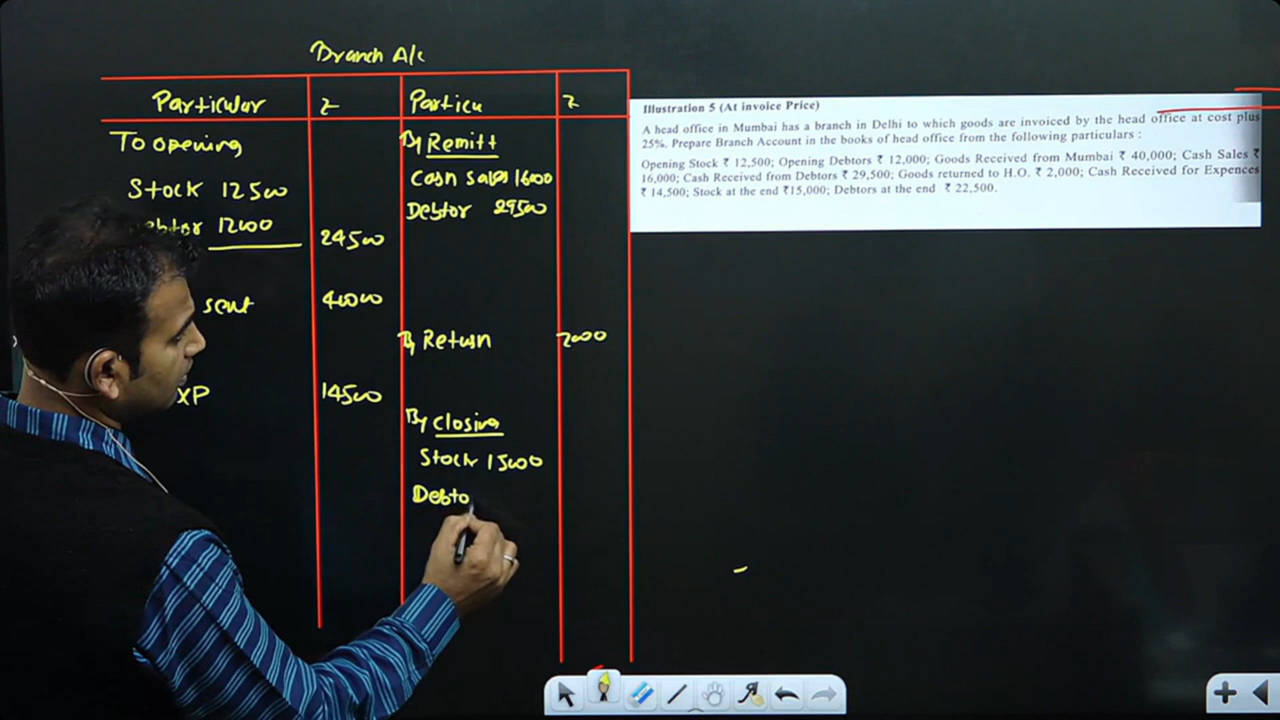 Branch A/c
Particular ₹ Particu ₹
To opening
Stock 12500
Debtor 12000
24500
sent 40000
XP 14500
By Remitt
Cash sales 16000
Debtor 29500
By Return 2000
By Closing
Stock 15000
Debto
Illustration 5 (At invoice Price)
A head office in Mumbai has a branch in Delhi to which goods are invoiced by the head office at cost plus
25%. Prepare Branch Account in the books of head office from the following particulars :
Opening Stock ₹ 12,500; Opening Debtors ₹ 12,000; Goods Received from Mumbai ₹ 40,000; Cash Sales ₹
16,000; Cash Received from Debtors ₹ 29,500; Goods returned to H.O. ₹ 2,000; Cash Received for Expences
₹ 14,500; Stock at the end ₹15,000; Debtors at the end ₹ 22,500.